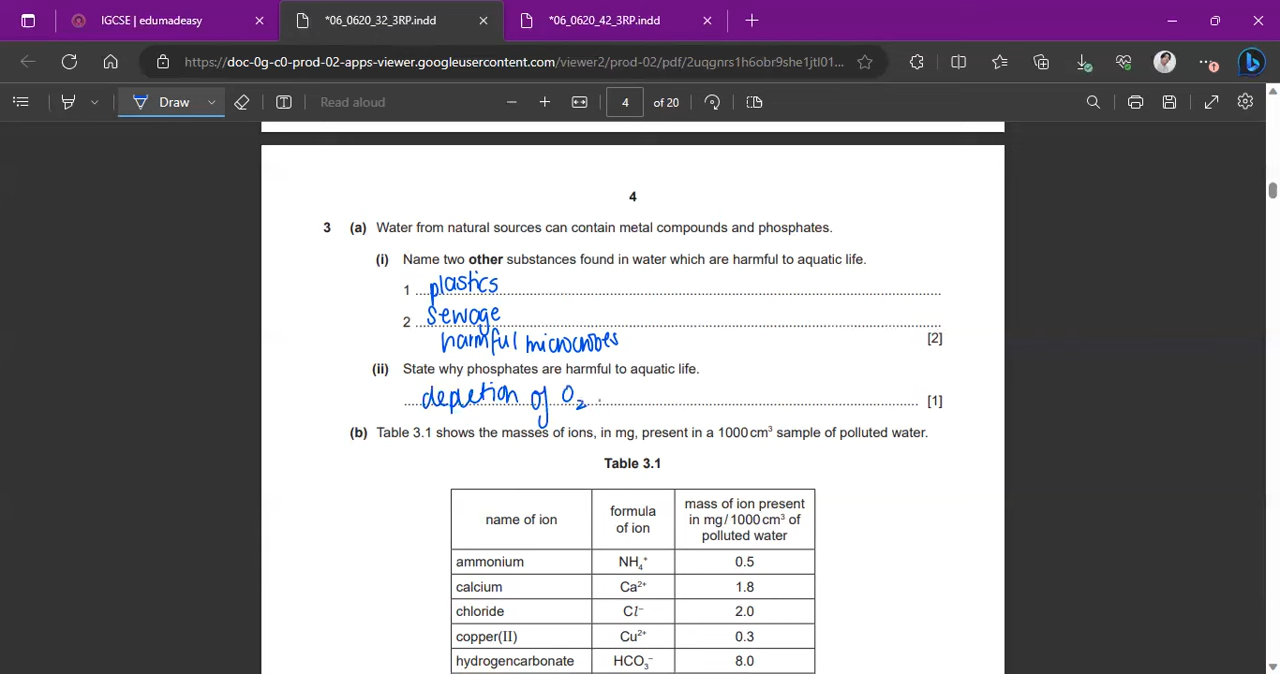 IGCSE | edumadeasy
*06_0620_32_3RP.indd
*06_0620_42_3RP.indd
https://doc-0g-c0-prod-02-apps-viewer.googleusercontent.com/viewer2/prod-02/pdf/2uqgnrs1h6obr9she1jtl01...
Draw
Read aloud
4
of 20
4
3 (a) Water from natural sources can contain metal compounds and phosphates.
(i) Name two other substances found in water which are harmful to aquatic life.
1 plastics
2 sewage
harmful microbes
[2]
(ii) State why phosphates are harmful to aquatic life.
depletion of O₂ [1]
(b) Table 3.1 shows the masses of ions, in mg, present in a 1000 cm³ sample of polluted water.
Table 3.1
name of ion formula of ion mass of ion present in mg/1000 cm³ of polluted water
ammonium NH₄⁺ 0.5
calcium Ca²⁺ 1.8
chloride Cl⁻ 2.0
copper(II) Cu²⁺ 0.3
hydrogencarbonate HCO₃⁻ 8.0